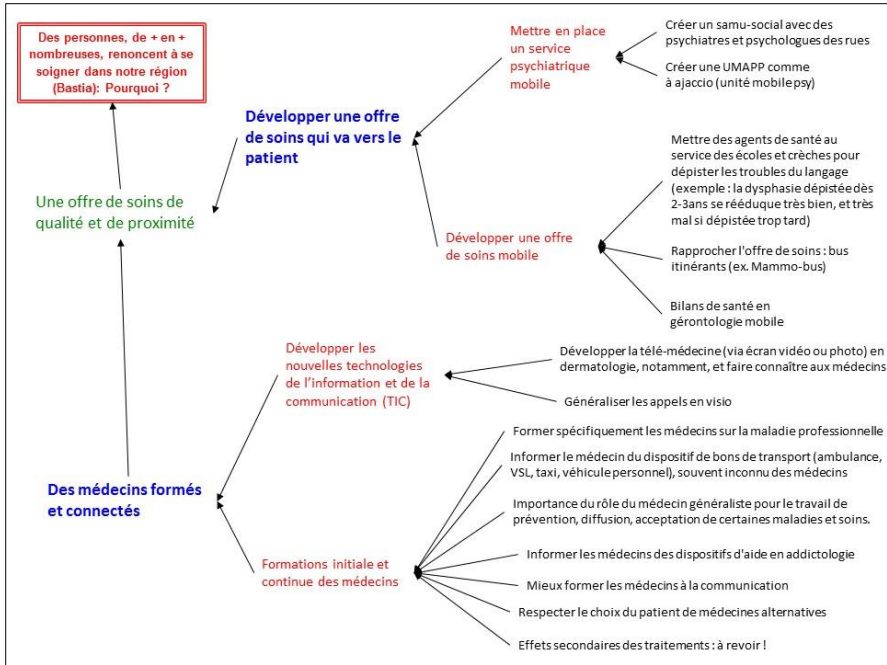 Des personnes, de + en +
nombreuses, renoncent à se
soigner dans notre région
(Bastia): Pourquoi ?
Une offre de soins de
qualité et de proximité
Développer une offre
de soins qui va vers le
patient
Mettre en place
un service
psychiatrique
mobile
Créer un samu-social avec des
psychiatres et psychologues des rues
Créer une UMAPP comme
à ajaccio (unité mobile psy)
Développer une offre
de soins mobile
Mettre des agents de santé au
service des écoles et crèches pour
dépister les troubles du langage
(exemple : la dysphasie dépistée dès
2-3ans se rééduque très bien, et très
mal si dépistée trop tard)
Rapprocher l'offre de soins : bus
itinérants (ex. Mammo-bus)
Bilans de santé en
gérontologie mobile
Des médecins formés
et connectés
Développer les
nouvelles technologies
de l'information et de la
communication (TIC)
Développer la télé-médecine (via écran vidéo ou photo) en
dermatologie, notamment, et faire connaître aux médecins
Généraliser les appels en visio
Formations initiale et
continue des médecins
Former spécifiquement les médecins sur la maladie professionnelle
Informer le médecin du dispositif de bons de transport (ambulance,
VSL, taxi, véhicule personnel), souvent inconnu des médecins
Importance du rôle du médecin généraliste pour le travail de
prévention, diffusion, acceptation de certaines maladies et soins.
Informer les médecins des dispositifs d'aide en addictologie
Mieux former les médecins à la communication
Respecter le choix du patient de médecines alternatives
Effets secondaires des traitements : à revoir !